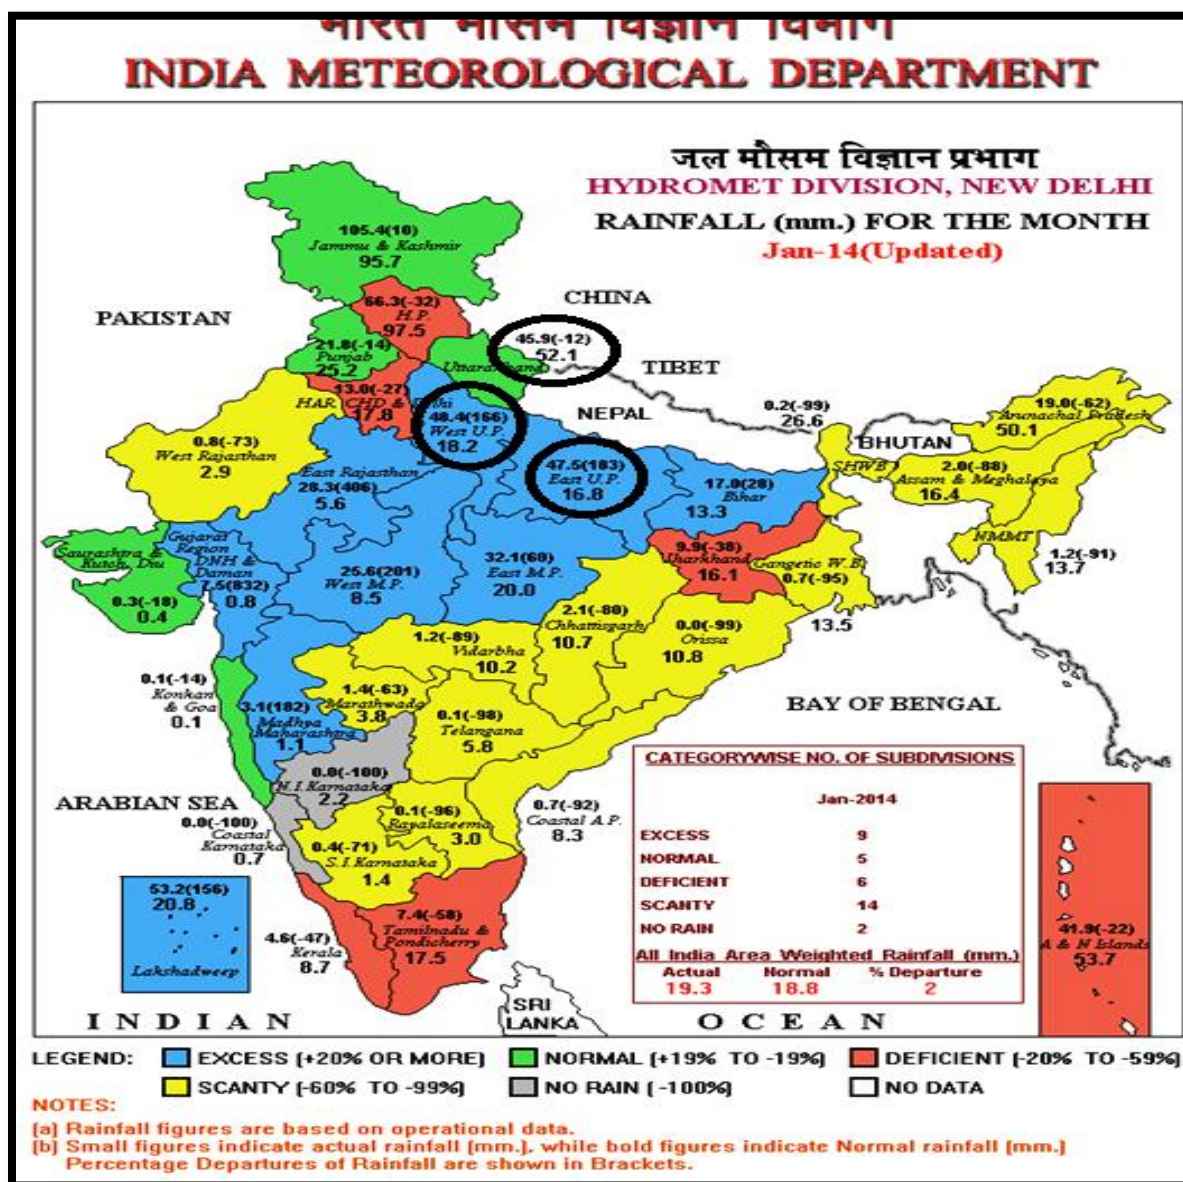 भारत मौसम विज्ञान विभाग
INDIA METEOROLOGICAL DEPARTMENT
जल मौसम विज्ञान प्रभाग
HYDROMET DIVISION, NEW DELHI
RAINFALL (mm.) FOR THE MONTH
Jan-14(Updated)
105.4(10)
Jammu & Kashmir
95.7
CHINA
PAKISTAN
66.3(-32)
H.P.
97.5
45.9(-12)
52.1
21.8(-14)
Punjab
25.2
Uttarakhand
TIBET
13.0(-27)
HAR. CHD & Delhi
17.8
48.4(166)
West U.P.
18.2
NEPAL
0.2(-99)
26.6
19.0(-62)
Arunachal Pradesh
50.1
BHUTAN
0.8(-73)
West Rajasthan
2.9
East Rajasthan
28.3(406)
5.6
47.5(183)
East U.P.
16.8
17.0(28)
Bihar
13.3
SHWB
2.0(-88)
Assam & Meghalaya
16.4
NMMT
1.2(-91)
13.7
Saurashtra &
Kutch, Diu
0.3(-18)
0.4
Gujarat
Region
DNH &
Daman
7.5(832)
0.8
25.6(201)
West M.P.
8.5
32.1(60)
East M.P.
20.0
9.9(-38)
Jharkhand
16.1
Gangetic W.B.
0.7(-95)
13.5
2.1(-80)
Chhattisgarh
10.7
0.0(-99)
Orissa
10.8
1.2(-89)
Vidarbha
10.2
0.1(-14)
Konkan
& Goa
0.1
3.1(182)
Madhya
Maharashtra
1.1
1.4(-63)
Marathwada
3.8
0.1(-98)
Telangana
5.8
BAY OF BENGAL
0.0(-100)
N.I.Karnataka
2.2
ARABIAN SEA
0.0(-100)
Coastal
Karnataka
0.7
0.1(-96)
Rayalaseema
3.0
0.7(-92)
Coastal A.P.
8.3
0.4(-71)
S.I.Karnataka
1.4
53.2(156)
20.8
Lakshadweep
4.6(-47)
Kerala
8.7
7.4(-58)
Tamilnadu &
Pondicherry
17.5
41.9(-22)
A & N Islands
53.7
CATEGORYWISE NO. OF SUBDIVISIONS
Jan-2014
EXCESS 9
NORMAL 5
DEFICIENT 6
SCANTY 14
NO RAIN 2
All India Area Weighted Rainfall (mm.)
Actual Normal % Departure
19.3 18.8 2
SRI
LANKA
INDIAN OCEAN
LEGEND: EXCESS (+20% OR MORE) NORMAL (+19% TO -19%) DEFICIENT (-20% TO -59%)
SCANTY (-60% TO -99%) NO RAIN (-100%) NO DATA
NOTES:
(a) Rainfall figures are based on operational data.
(b) Small figures indicate actual rainfall (mm.), while bold figures indicate Normal rainfall (mm.)
Percentage Departures of Rainfall are shown in Brackets.